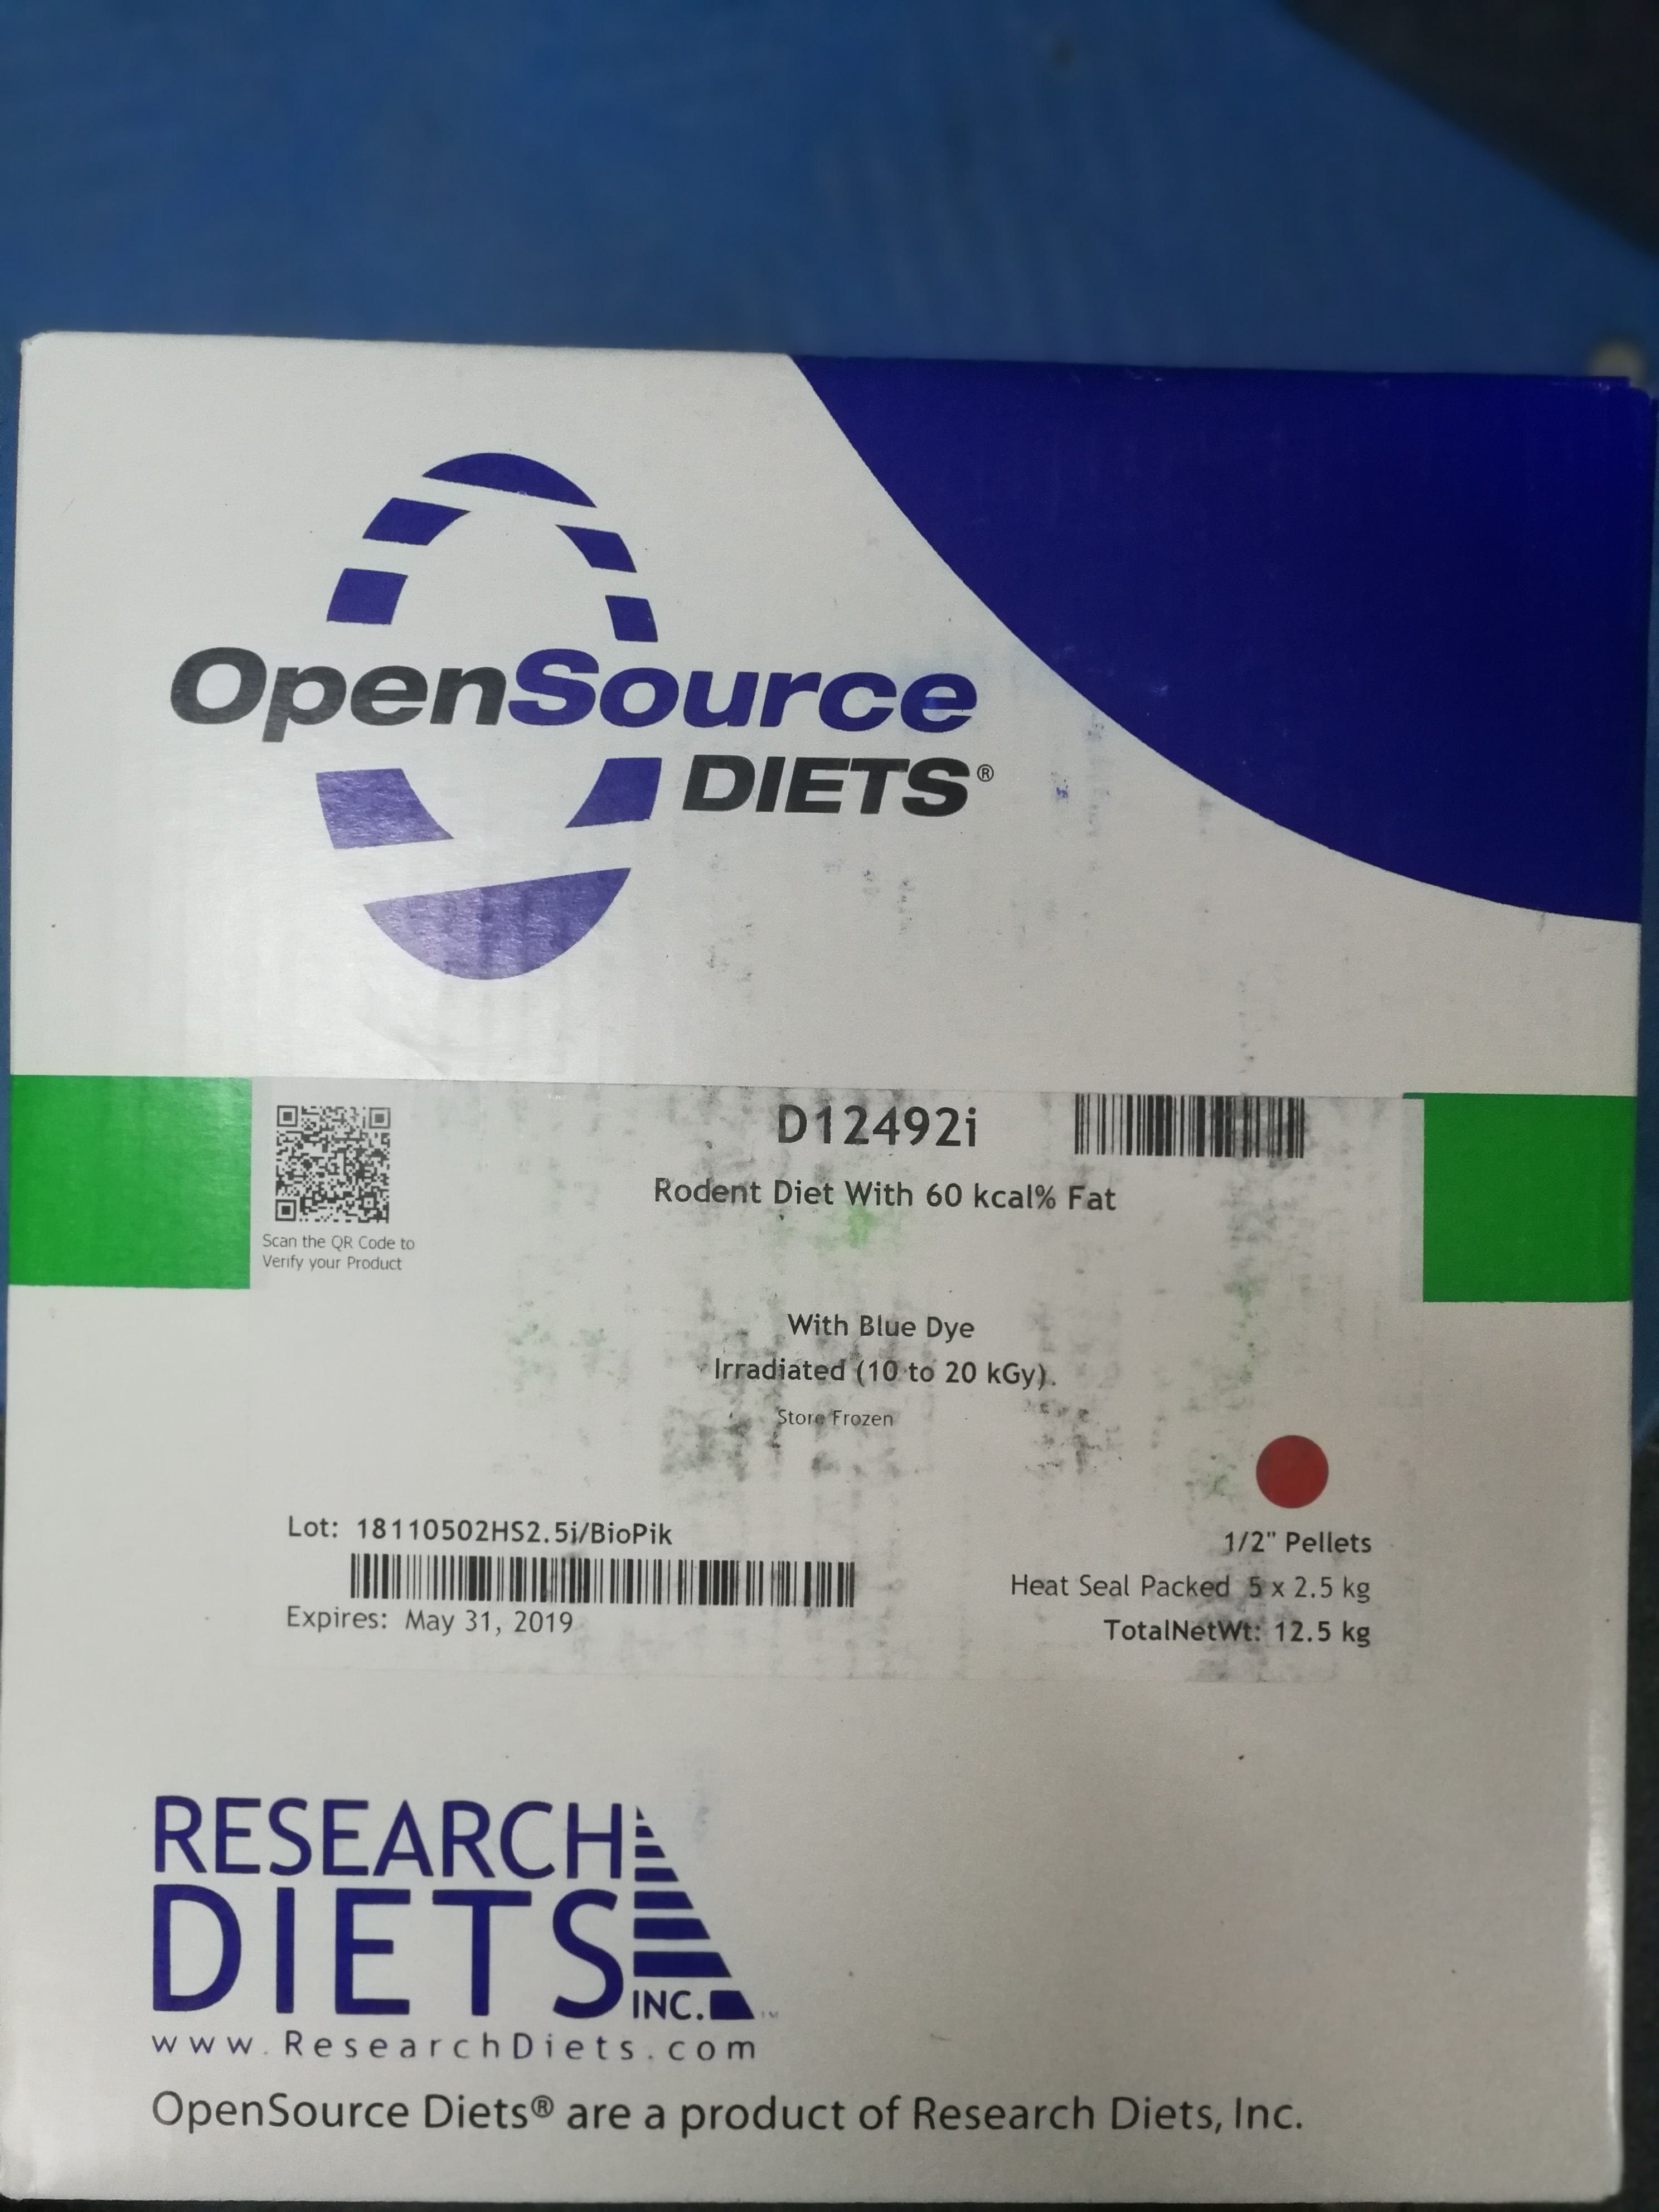 OpenSource
DIETS®
D12492i
Rodent Diet With 60 kcal% Fat
Scan the QR Code to
Verify your Product
With Blue Dye
Irradiated (10 to 20 kGy).
Store Frozen
Lot: 18110502HS2.5i/BioPik
Expires: May 31, 2019
1/2" Pellets
Heat Seal Packed 5 x 2.5 kg
TotalNetWt: 12.5 kg
RESEARCH
DIETS
INC.™
www.ResearchDiets.com
OpenSource Diets® are a product of Research Diets, Inc.